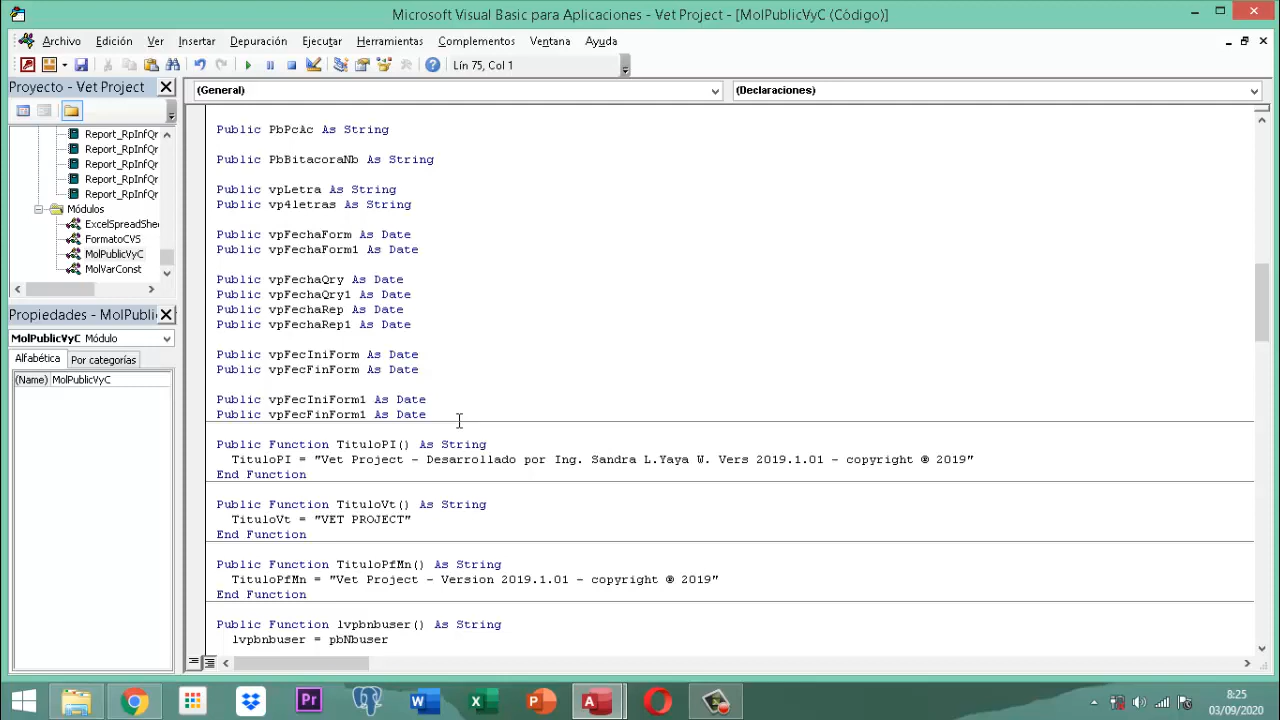 Microsoft Visual Basic para Aplicaciones - Vet Project - [MolPublicVyC (Código)]
Archivo Edición Ver Insertar Depuración Ejecutar Herramientas Complementos Ventana Ayuda
Lín 75, Col 1
Proyecto - Vet Project
Report_RpInfQr
Report_RpInfQr
Report_RpInfQr
Report_RpInfQr
Report_RpInfQr
Módulos
ExcelSpreadShe
FormatoCVS
MolPublicVyC
MolVarConst
Propiedades - MolPubli
MolPublicVyC Módulo
Alfabética Por categorías
(Name) MolPublicVyC
(General) (Declaraciones)
Public PbPcAc As String
Public PbBitacoraNb As String
Public vpLetra As String
Public vp4letras As String
Public vpFechaForm As Date
Public vpFechaForm1 As Date
Public vpFechaQry As Date
Public vpFechaQry1 As Date
Public vpFechaRep As Date
Public vpFechaRep1 As Date
Public vpFecIniForm As Date
Public vpFecFinForm As Date
Public vpFecIniForm1 As Date
Public vpFecFinForm1 As Date
Public Function TituloPI() As String
TituloPI = "Vet Project - Desarrollado por Ing. Sandra L.Yaya W. Vers 2019.1.01 - copyright ® 2019"
End Function
Public Function TituloVt() As String
TituloVt = "VET PROJECT"
End Function
Public Function TituloPfMn() As String
TituloPfMn = "Vet Project - Version 2019.1.01 - copyright ® 2019"
End Function
Public Function lvpbnbuser() As String
lvpbnbuser = pbNbuser
Pr
8:25
03/09/2020